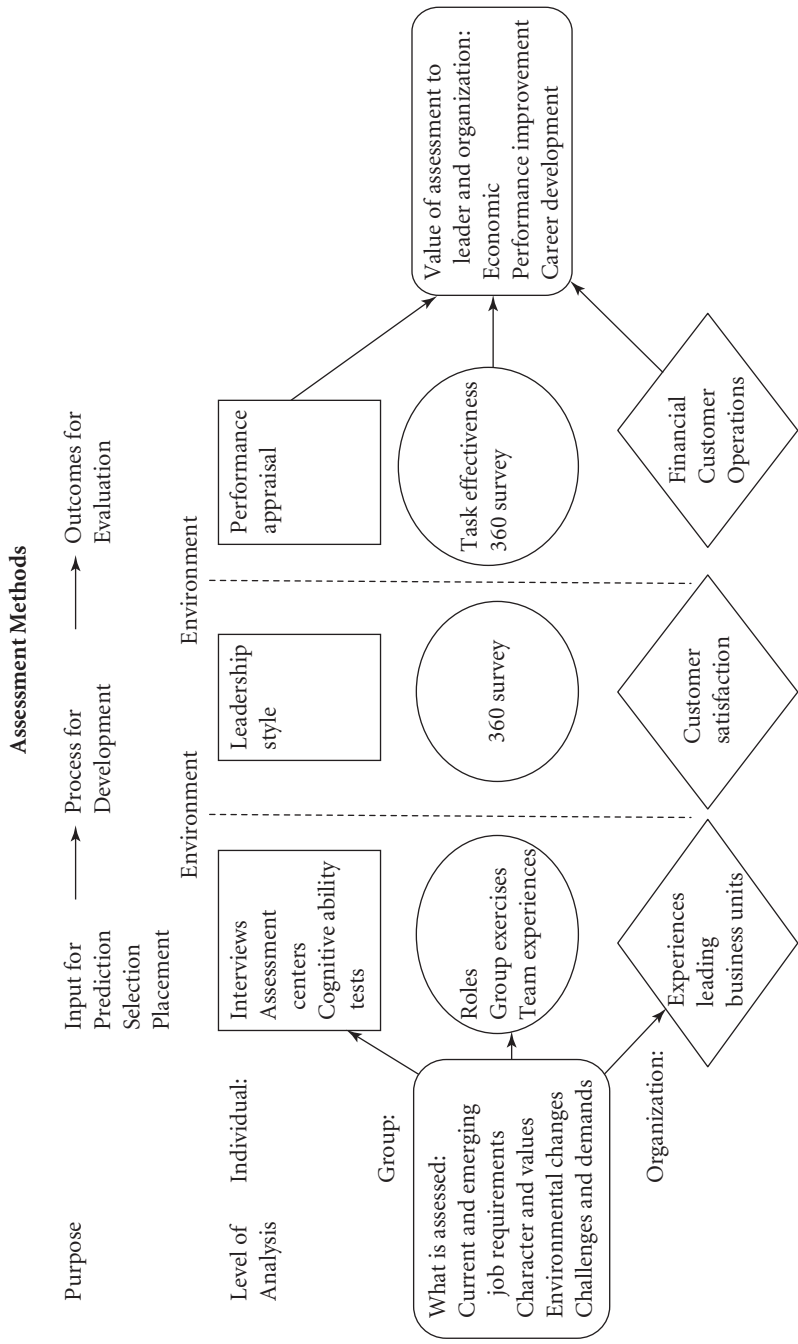 Assessment Methods
Purpose
Input for
Prediction
Selection
Placement
Process for
Development
Outcomes for
Evaluation
Environment
Environment
Level of
Analysis
Individual:
Interviews
Assessment
centers
Cognitive ability
tests
Leadership
style
Performance
appraisal
Group:
What is assessed:
Current and emerging
job requirements
Character and values
Environmental changes
Challenges and demands
Roles
Group exercises
Team experiences
360 survey
Task effectiveness
360 survey
Value of assessment to
leader and organization:
Economic
Performance improvement
Career development
Organization:
Experiences
leading
business units
Customer
satisfaction
Financial
Customer
Operations